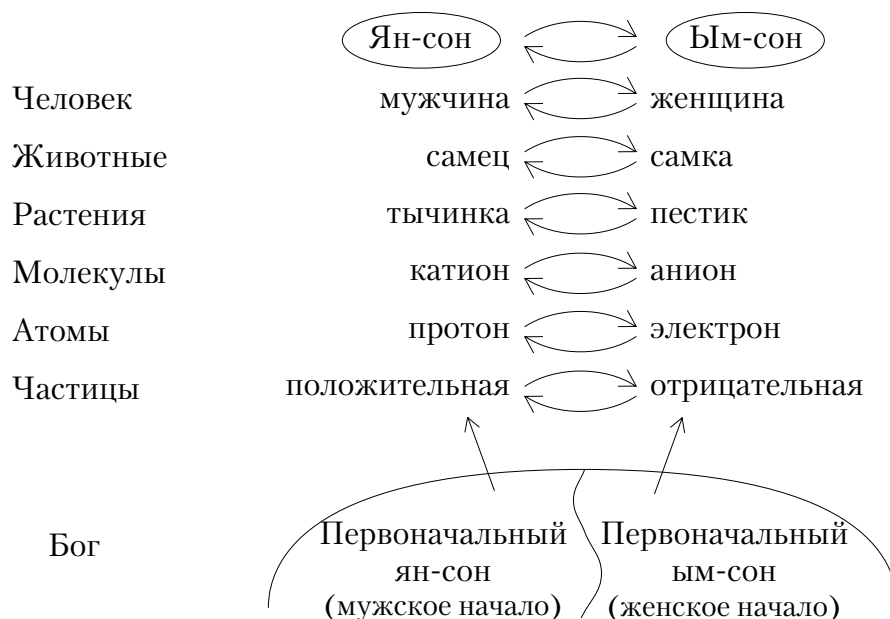 Ян-сон Ым-сон
Человек мужчина женщина
Животные самец самка
Растения тычинка пестик
Молекулы катион анион
Атомы протон электрон
Частицы положительная отрицательная
Первоначальный Первоначальный
Бог ян-сон ым-сон
(мужское начало) (женское начало)